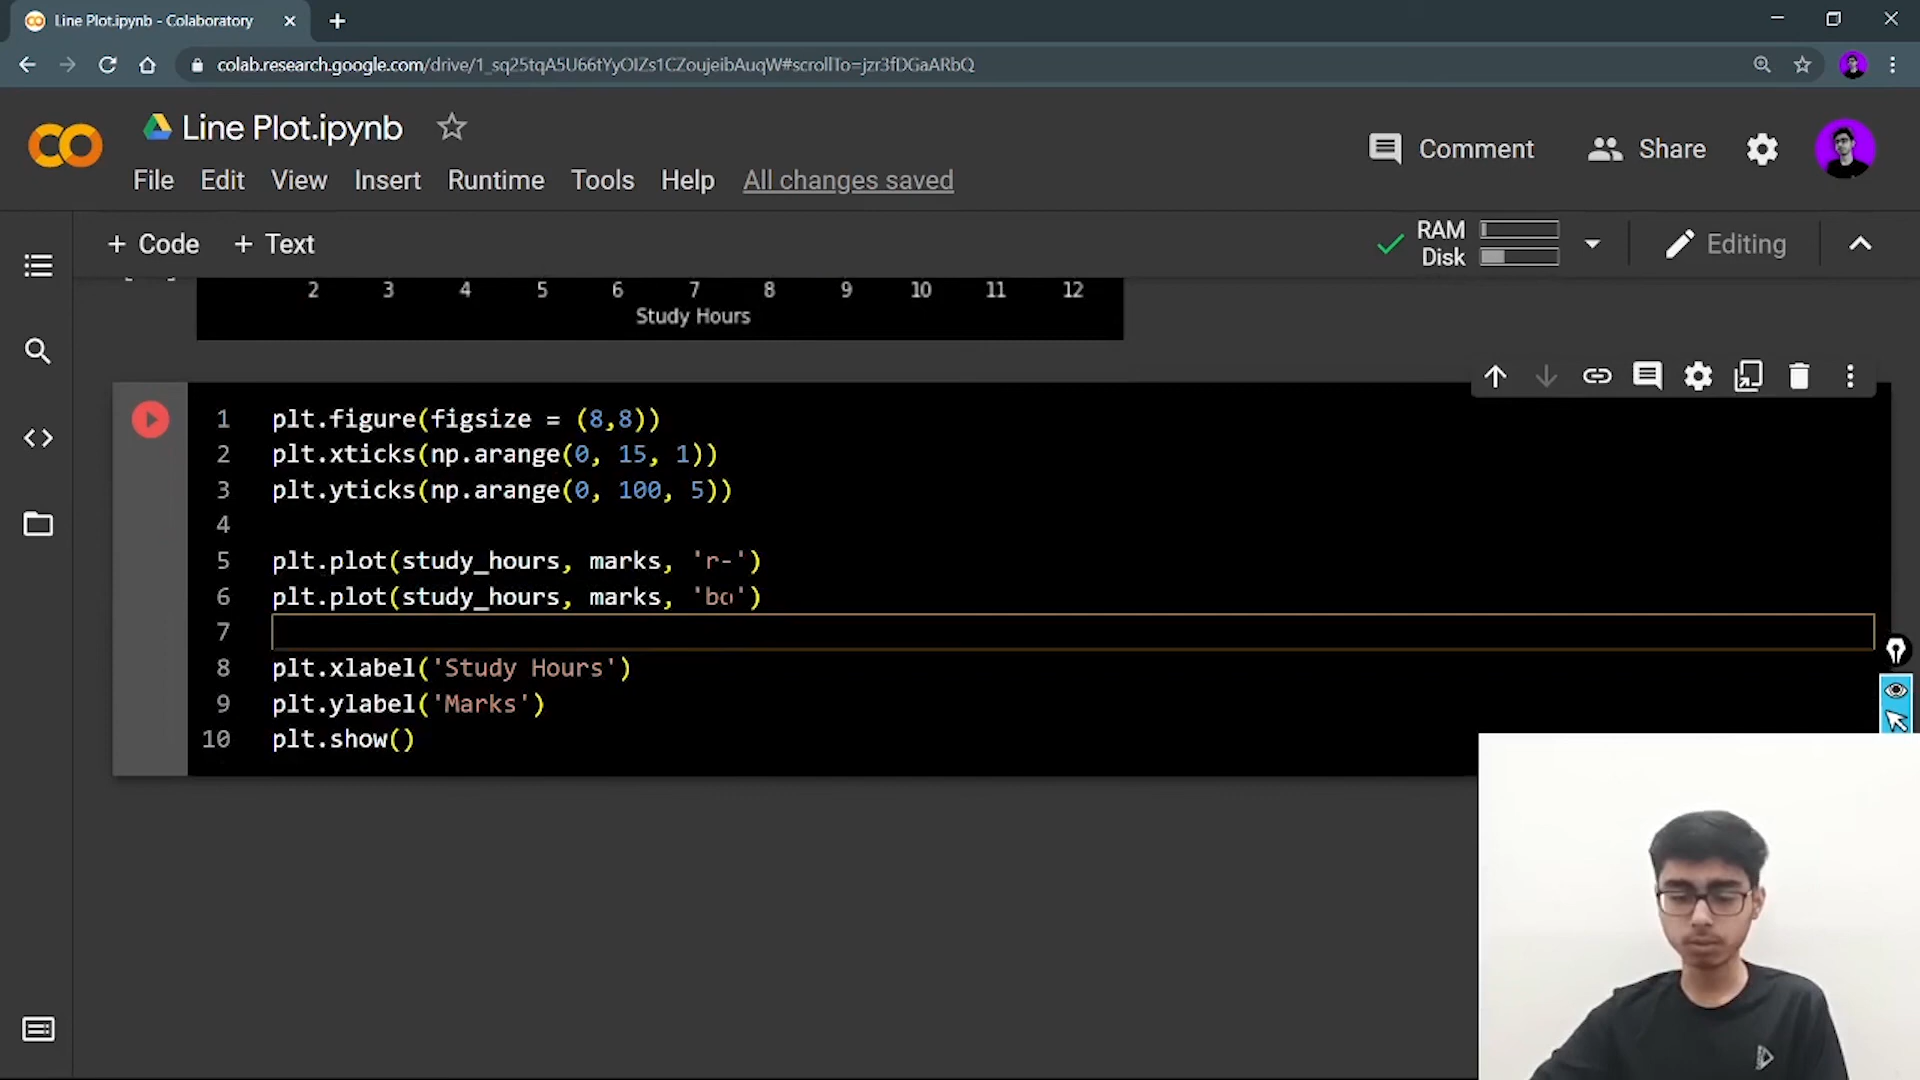 Line Plot.ipynb - Colaboratory
colab.research.google.com/drive/1_sq25tqA5U66tYyOIZs1CZoujeibAuqW#scrollTo=jzr3fDGaARbQ
Line Plot.ipynb
Comment Share
File Edit View Insert Runtime Tools Help All changes saved
+ Code + Text
RAM
Disk
Editing
2 3 4 5 6 7 8 9 10 11 12
Study Hours
1 plt.figure(figsize = (8,8))
2 plt.xticks(np.arange(0, 15, 1))
3 plt.yticks(np.arange(0, 100, 5))
4
5 plt.plot(study_hours, marks, 'r-')
6 plt.plot(study_hours, marks, 'bo')
7
8 plt.xlabel('Study Hours')
9 plt.ylabel('Marks')
10 plt.show()